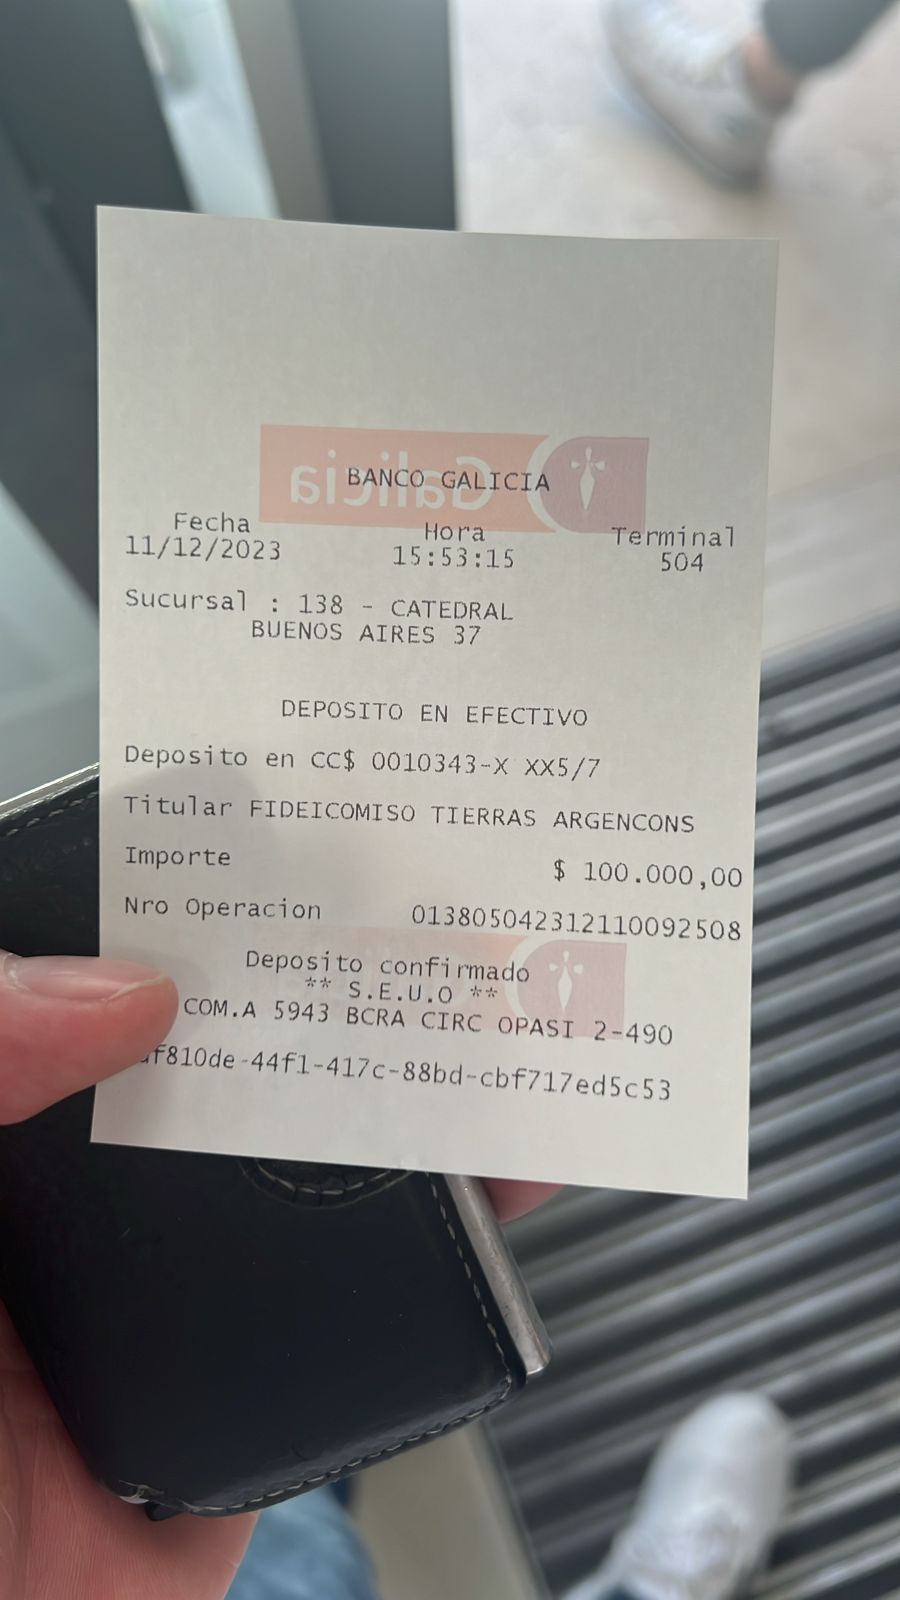 BANCO GALICIA
Galicia
Fecha Hora Terminal
11/12/2023 15:53:15 504
Sucursal : 138 - CATEDRAL
BUENOS AIRES 37
DEPOSITO EN EFECTIVO
Deposito en CC$ 0010343-X XX5/7
Titular FIDEICOMISO TIERRAS ARGENCONS
Importe $ 100.000,00
Nro Operacion 013805042312110092508
Deposito confirmado
** S.E.U.O **
COM.A 5943 BCRA CIRC OPASI 2-490
f810de-44f1-417c-88bd-cbf717ed5c53